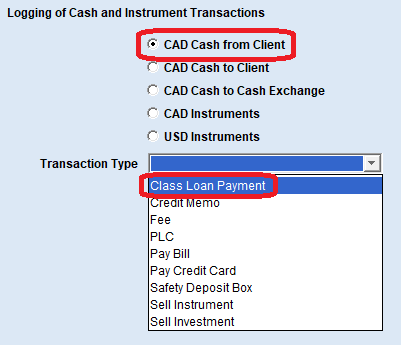 Logging of Cash and Instrument Transactions
CAD Cash from Client
CAD Cash to Client
CAD Cash to Cash Exchange
CAD Instruments
USD Instruments
Transaction Type
Class Loan Payment
Credit Memo
Fee
PLC
Pay Bill
Pay Credit Card
Safety Deposit Box
Sell Instrument
Sell Investment